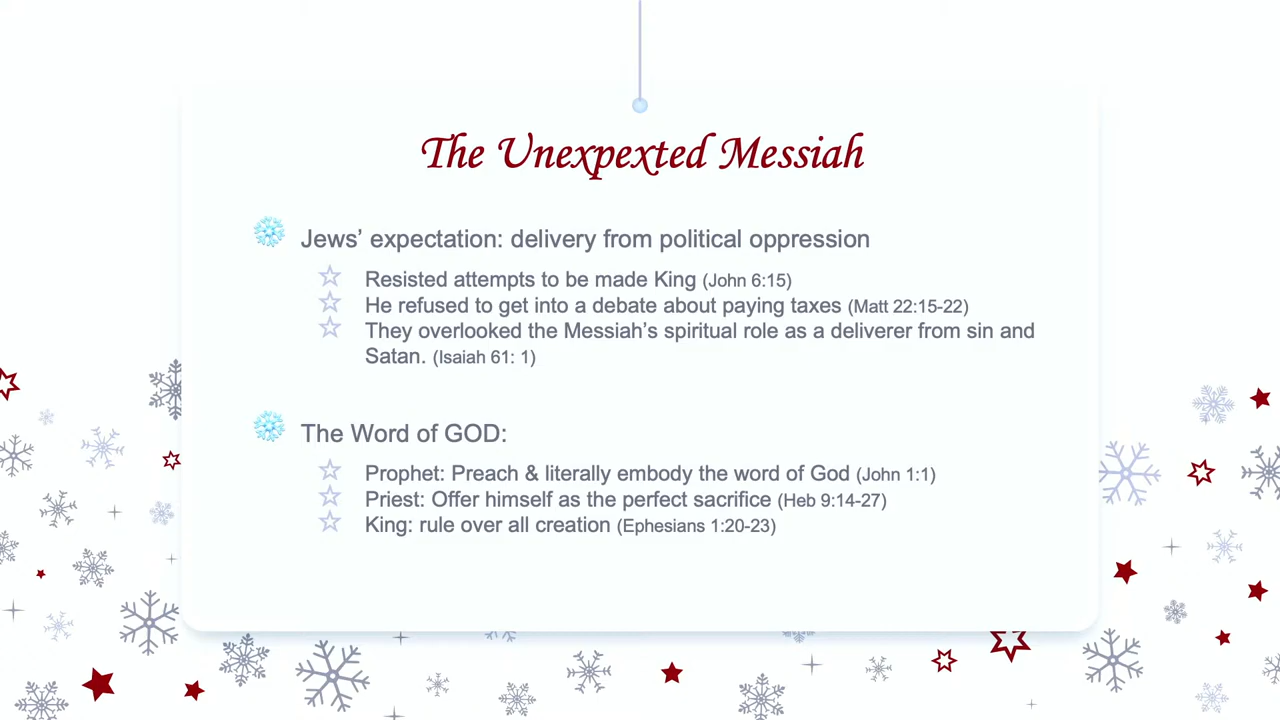 The Unexpexted Messiah
Jews’ expectation: delivery from political oppression
Resisted attempts to be made King (John 6:15)
He refused to get into a debate about paying taxes (Matt 22:15-22)
They overlooked the Messiah’s spiritual role as a deliverer from sin and
Satan. (Isaiah 61: 1)
The Word of GOD:
Prophet: Preach & literally embody the word of God (John 1:1)
Priest: Offer himself as the perfect sacrifice (Heb 9:14-27)
King: rule over all creation (Ephesians 1:20-23)